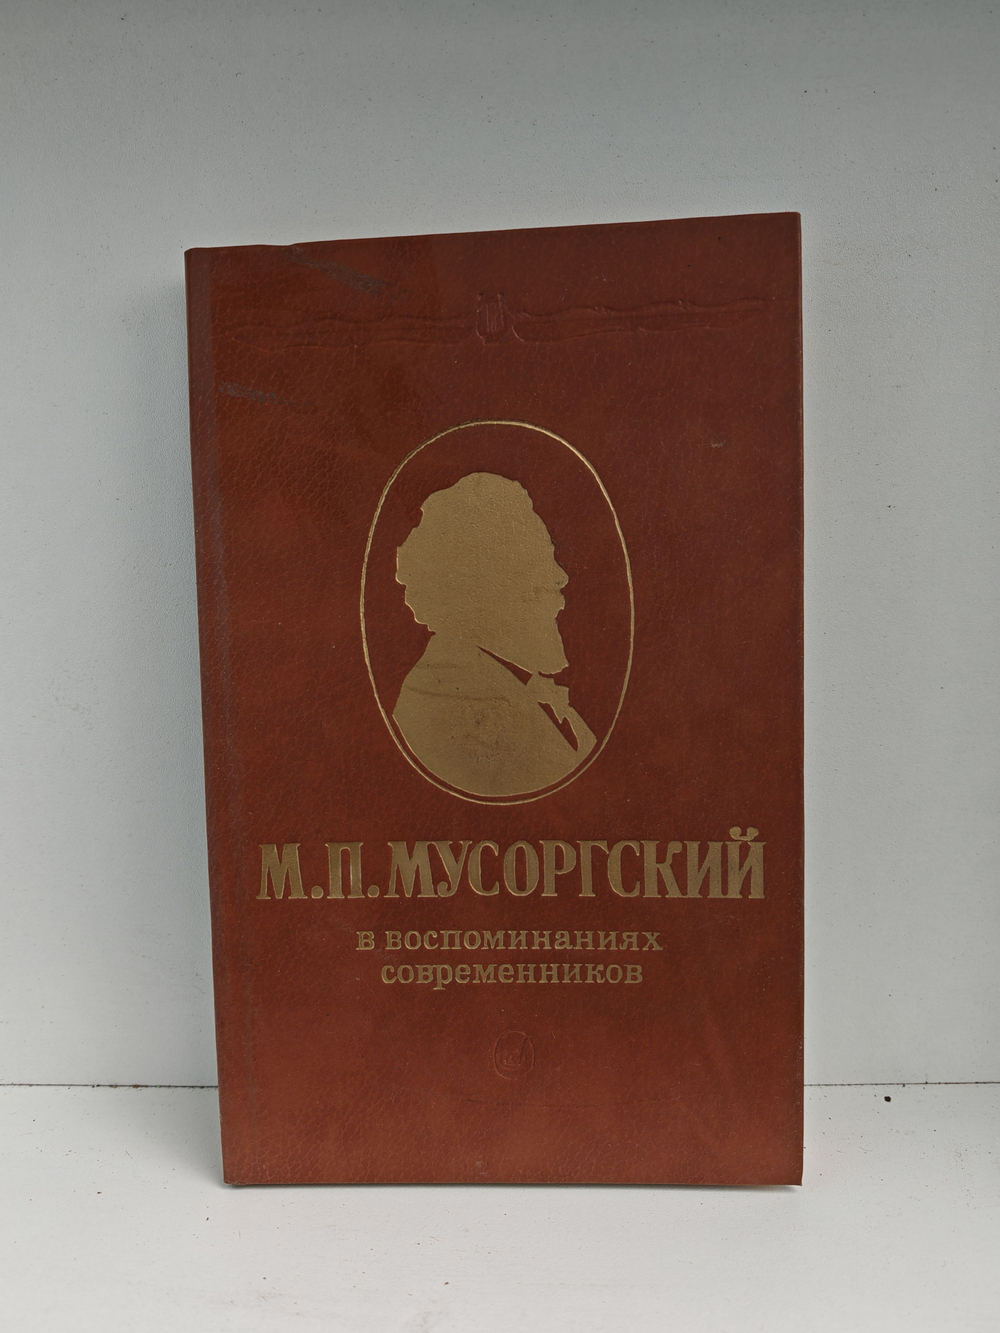 М.П.МУСОРГСКИЙ
в воспоминаниях
современников